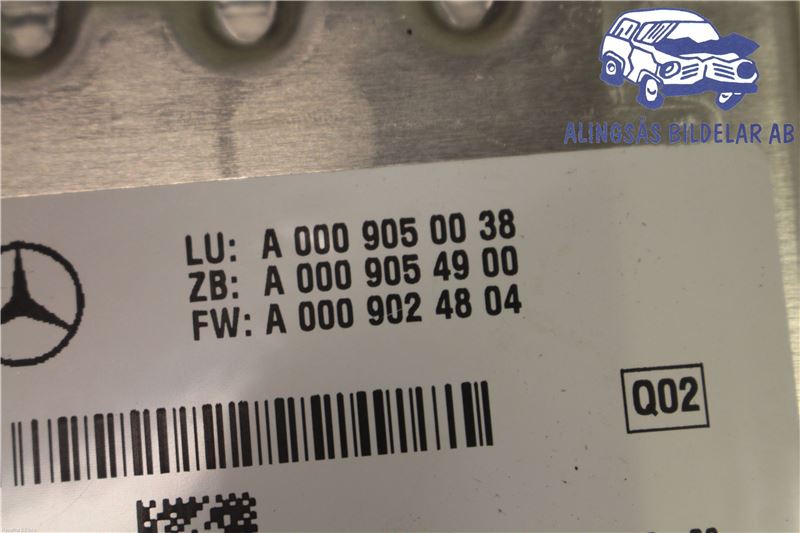 ALINGSÅS BILDELAR AB
LU: A 000 905 00 38
ZB: A 000 905 49 00
FW: A 000 902 48 04
Q02